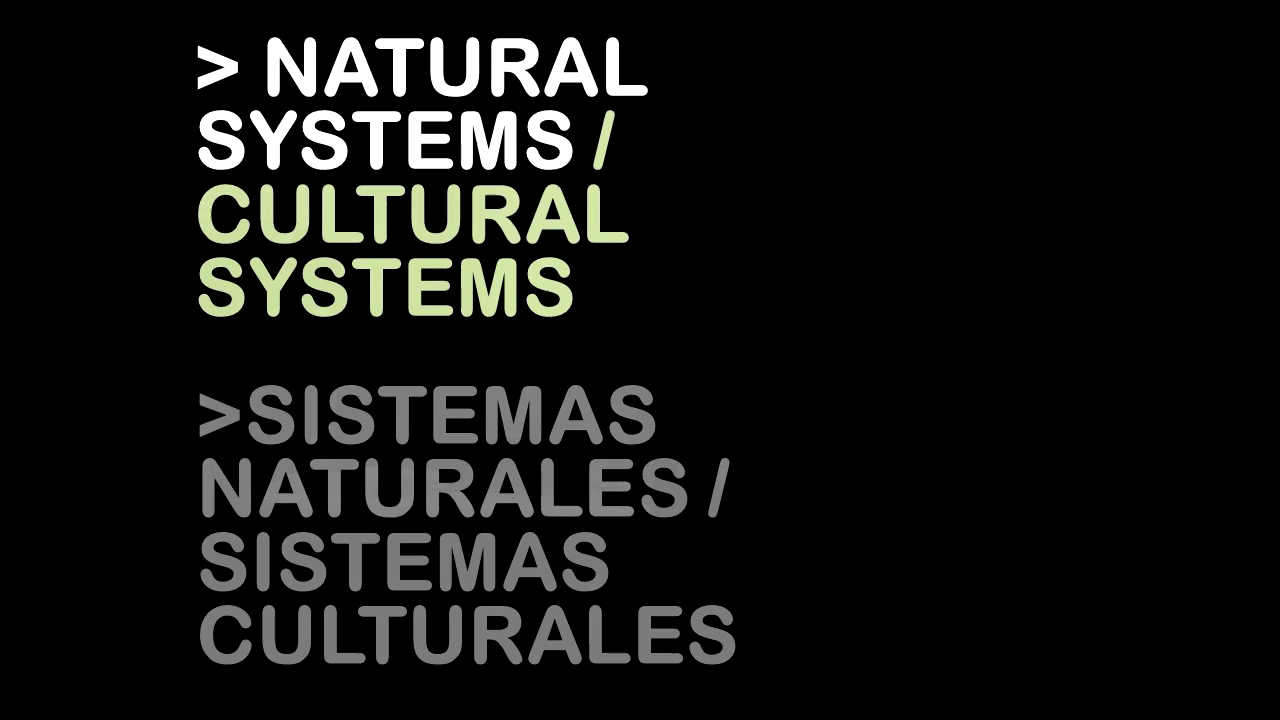 > NATURAL
SYSTEMS /
CULTURAL
SYSTEMS
>SISTEMAS
NATURALES /
SISTEMAS
CULTURALES